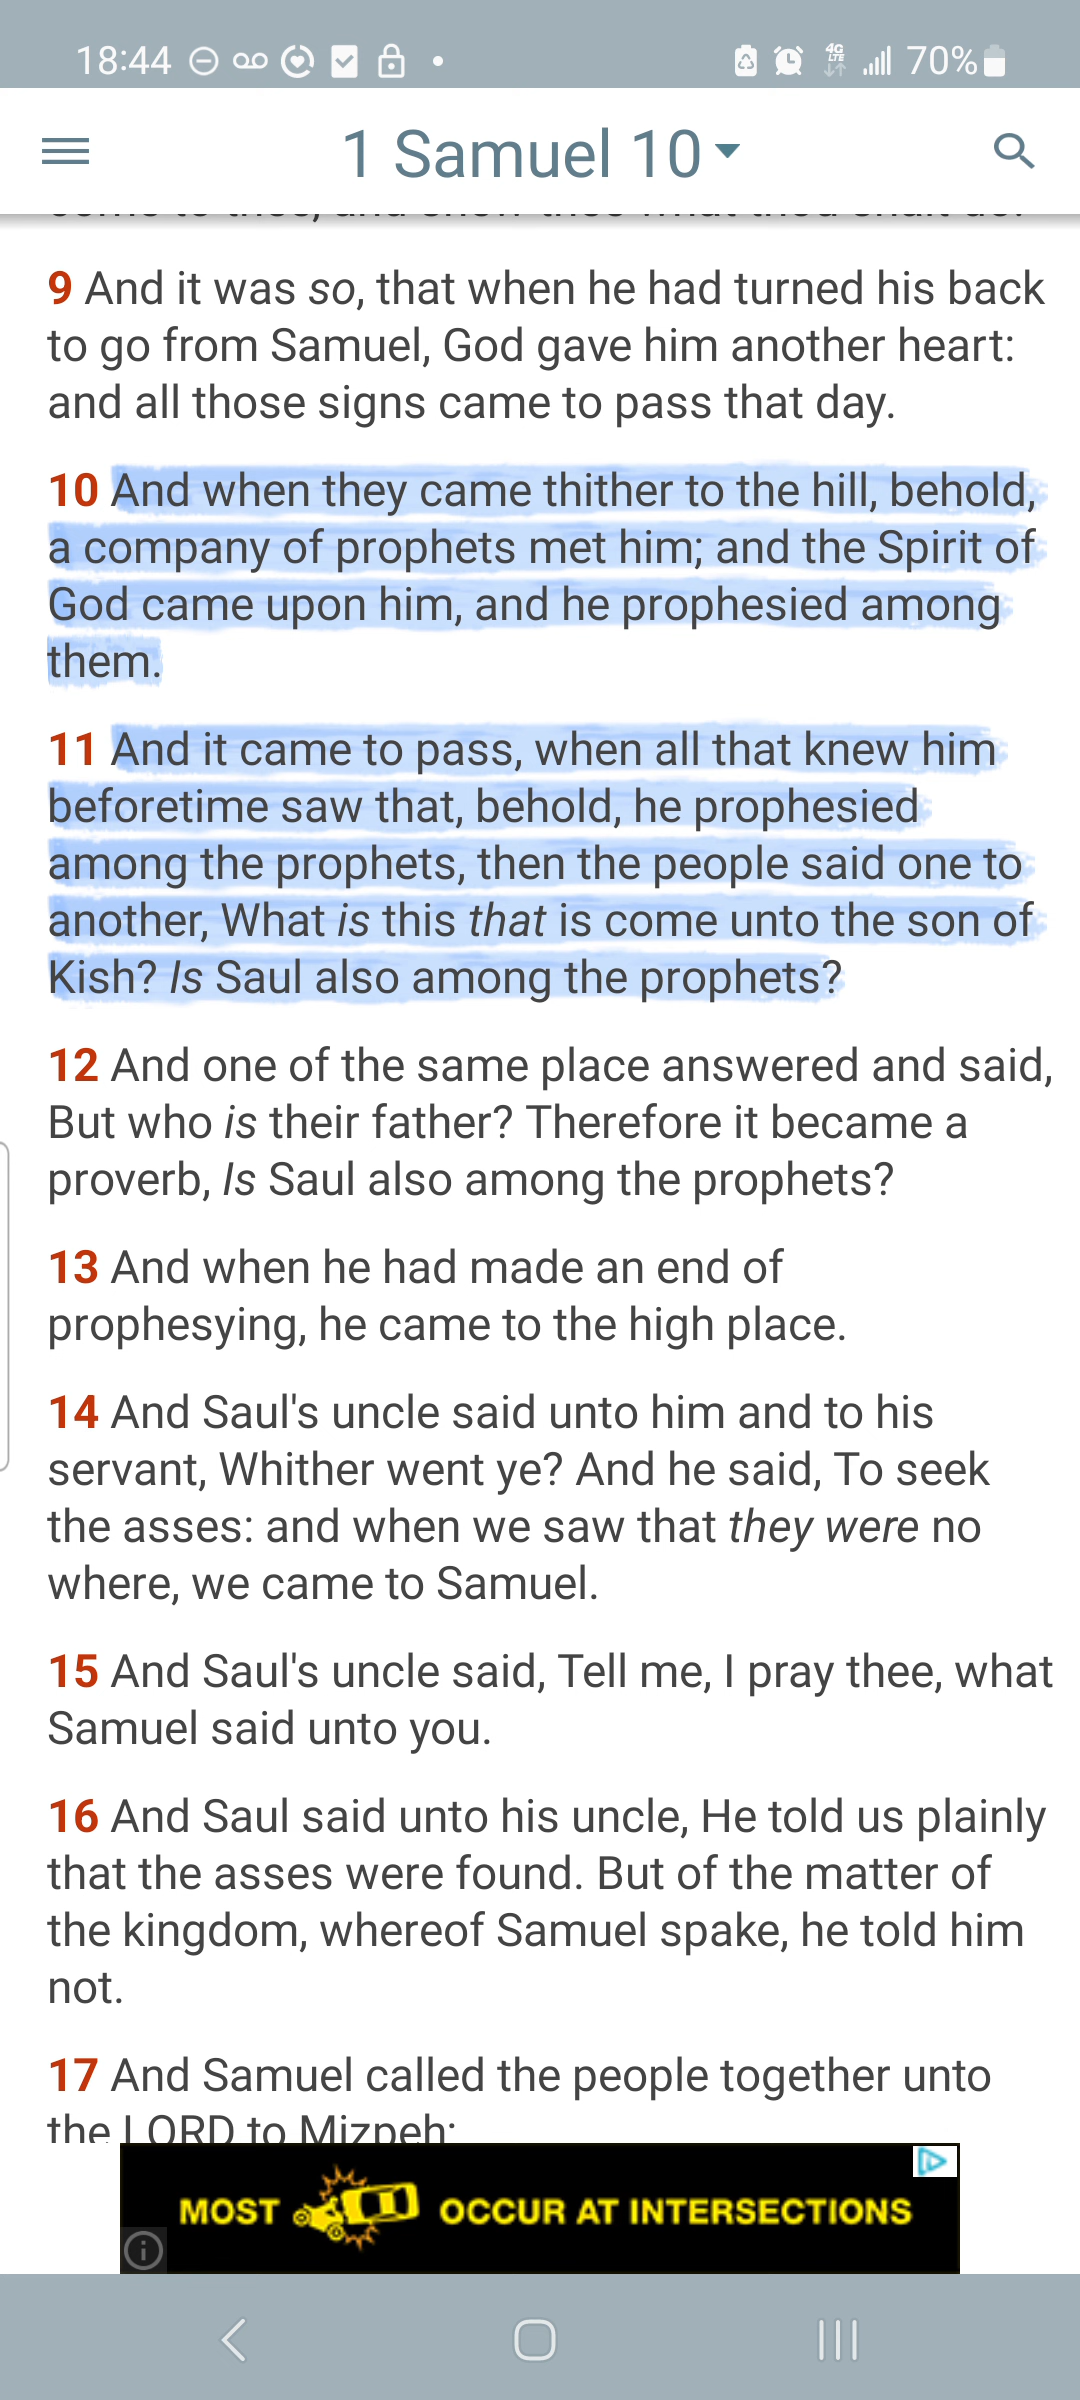 18:44
4G
LTE
70%
1 Samuel 10
9 And it was so, that when he had turned his back
to go from Samuel, God gave him another heart:
and all those signs came to pass that day.
10 And when they came thither to the hill, behold,
a company of prophets met him; and the Spirit of
God came upon him, and he prophesied among
them.
11 And it came to pass, when all that knew him
beforetime saw that, behold, he prophesied
among the prophets, then the people said one to
another, What is this that is come unto the son of
Kish? Is Saul also among the prophets?
12 And one of the same place answered and said,
But who is their father? Therefore it became a
proverb, Is Saul also among the prophets?
13 And when he had made an end of
prophesying, he came to the high place.
14 And Saul's uncle said unto him and to his
servant, Whither went ye? And he said, To seek
the asses: and when we saw that they were no
where, we came to Samuel.
15 And Saul's uncle said, Tell me, I pray thee, what
Samuel said unto you.
16 And Saul said unto his uncle, He told us plainly
that the asses were found. But of the matter of
the kingdom, whereof Samuel spake, he told him
not.
17 And Samuel called the people together unto
the LORD to Mizpeh:
MOST OCCUR AT INTERSECTIONS